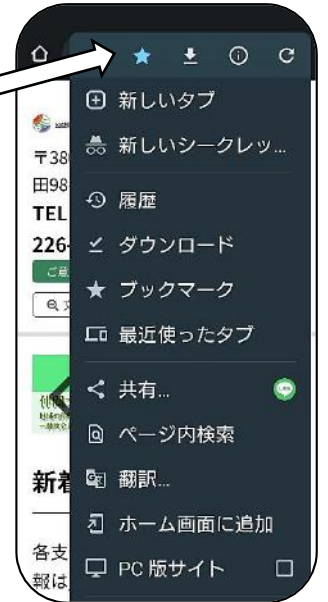 新しいタブ
新しいシークレッ...
履歴
ダウンロード
ブックマーク
最近使ったタブ
共有...
ページ内検索
翻訳...
ホーム画面に追加
PC 版サイト
〒38
田98
TEL
226-
新着
各支
報は